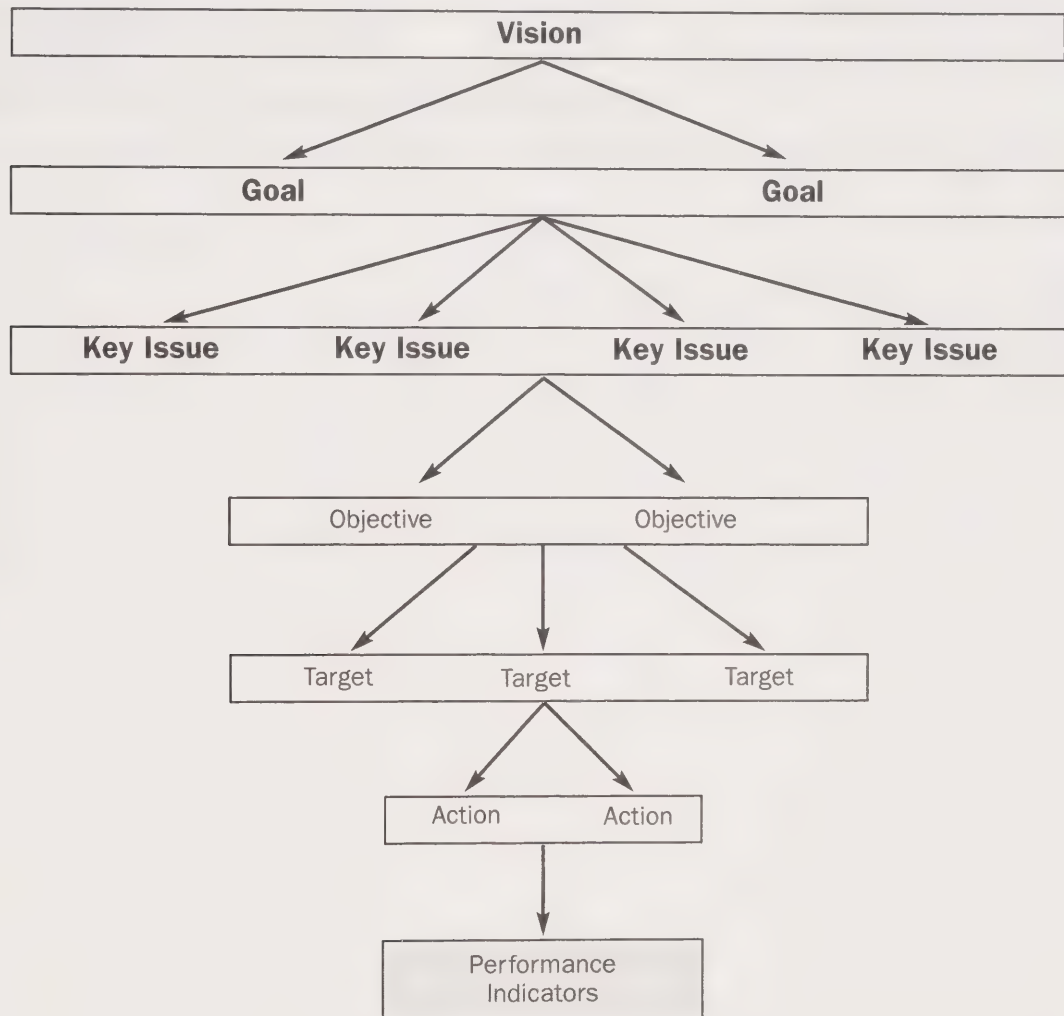 Vision
Goal Goal
Key Issue Key Issue Key Issue Key Issue
Objective Objective
Target Target Target
Action Action
Performance
Indicators